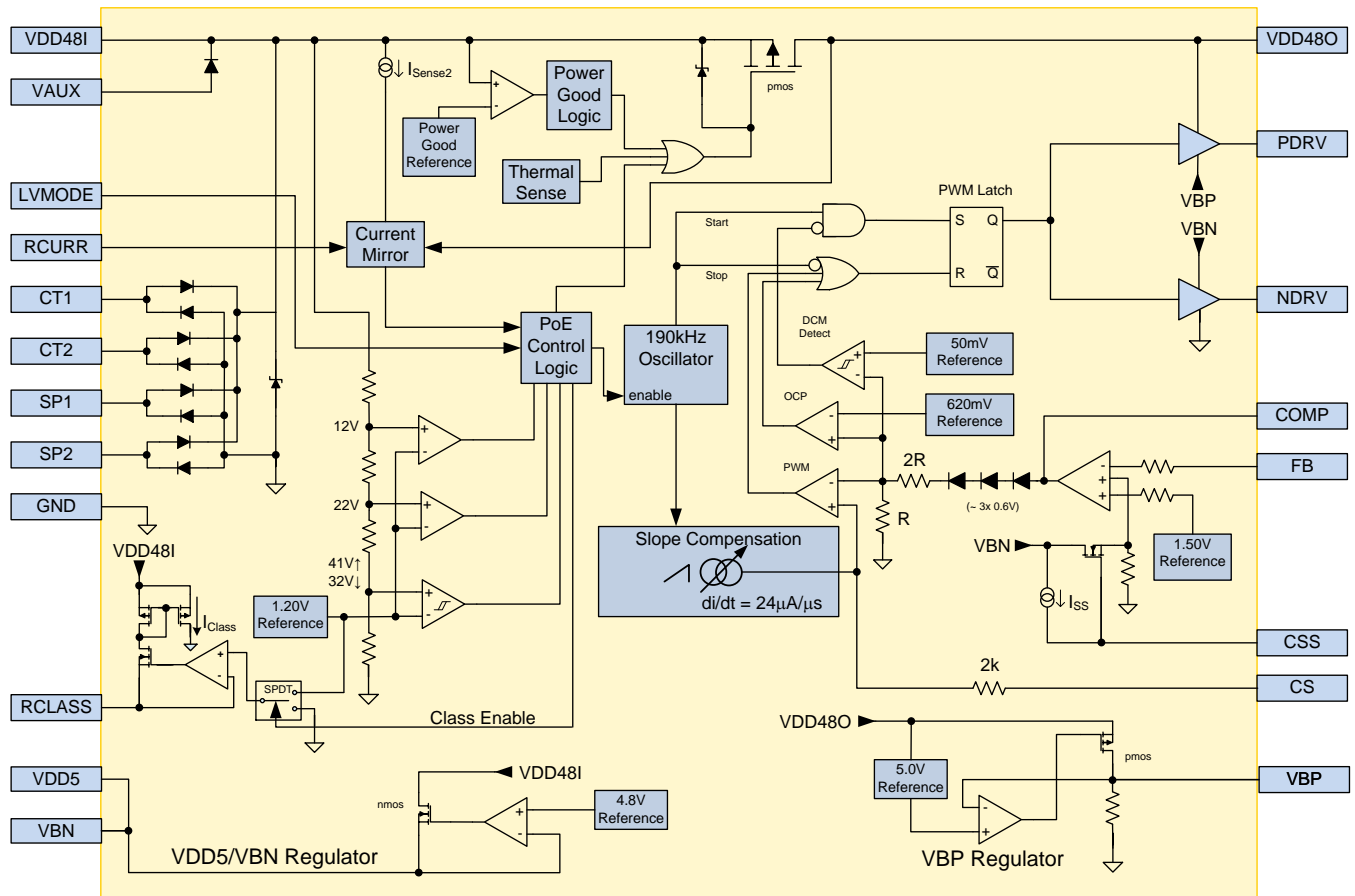 VDD48I
VDD48O
VAUX
I Sense2
Power
Good
Logic
pmos
Power
Good
Reference
PDRV
Thermal
Sense
LVMODE
PWM Latch
VBP
Start
S Q
VBN
RCURR
Current
Mirror
Stop
R Q
CT1
NDRV
PoE
Control
Logic
190kHz
Oscillator
enable
DCM
Detect
50mV
Reference
CT2
SP1
OCP
620mV
Reference
COMP
12V
+
-
SP2
PWM
2R
FB
GND
22V
(~ 3x 0.6V)
R
1.50V
Reference
VDD48I
41V↑
32V↓
Slope Compensation
di/dt = 24µA/µs
VBN
ISS
1.20V
Reference
IClass
CSS
SPDT
2k
CS
RCLASS
Class Enable
VDD48O
VDD5
VDD48I
5.0V
Reference
pmos
VBP
nmos
4.8V
Reference
VBN
VDD5/VBN Regulator
VBP Regulator